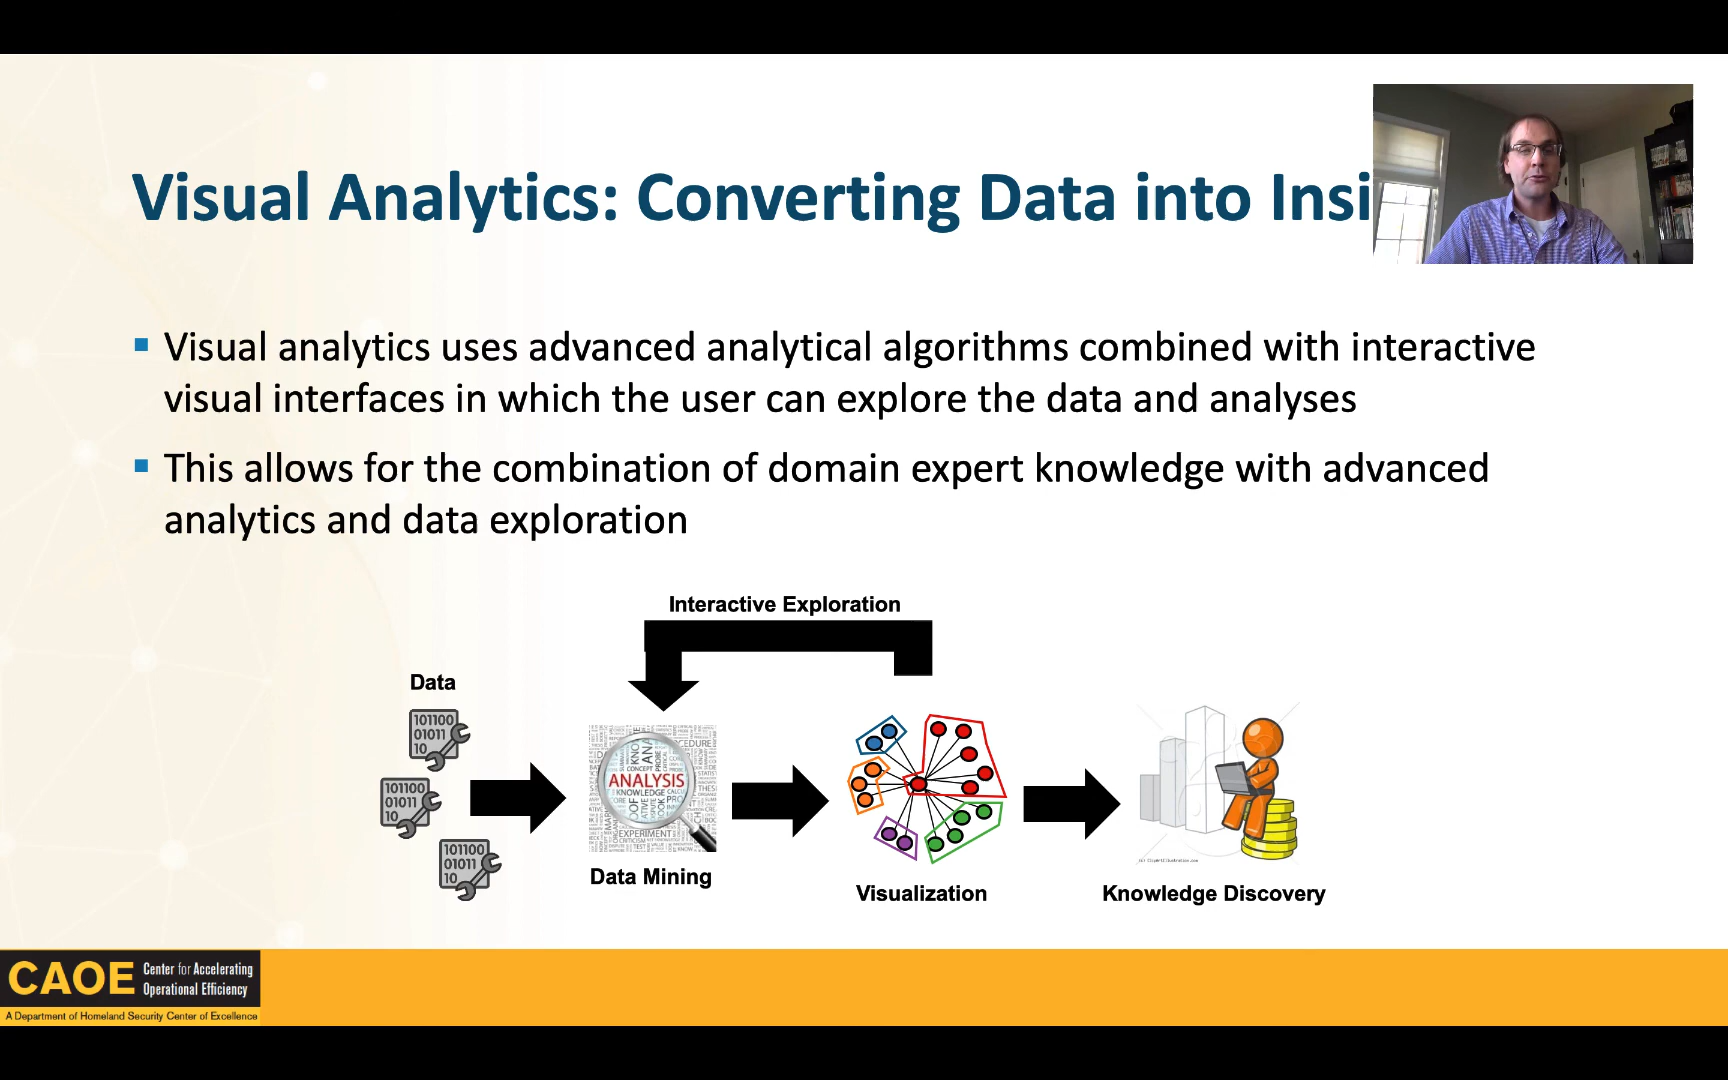 Visual Analytics: Converting Data into Insi
Visual analytics uses advanced analytical algorithms combined with interactive
visual interfaces in which the user can explore the data and analyses
This allows for the combination of domain expert knowledge with advanced
analytics and data exploration
Interactive Exploration
Data
101100
01011
10
101100
01011
10
101100
01011
10
ANALYSIS
KNOWLEDGE
CONCEPT
EXPERIMENT
Data Mining
Visualization
Knowledge Discovery
CAOE Center for Accelerating
Operational Efficiency
A Department of Homeland Security Center of Excellence